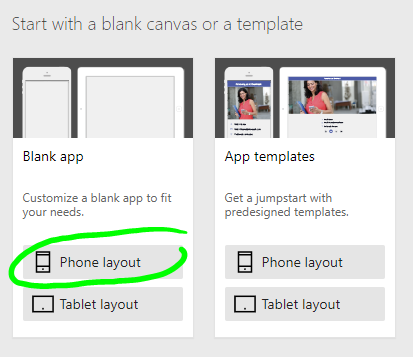 Start with a blank canvas or a template
Blank app
Customize a blank app to fit
your needs.
Phone layout
Tablet layout
App templates
Get a jumpstart with
predesigned templates.
Phone layout
Tablet layout